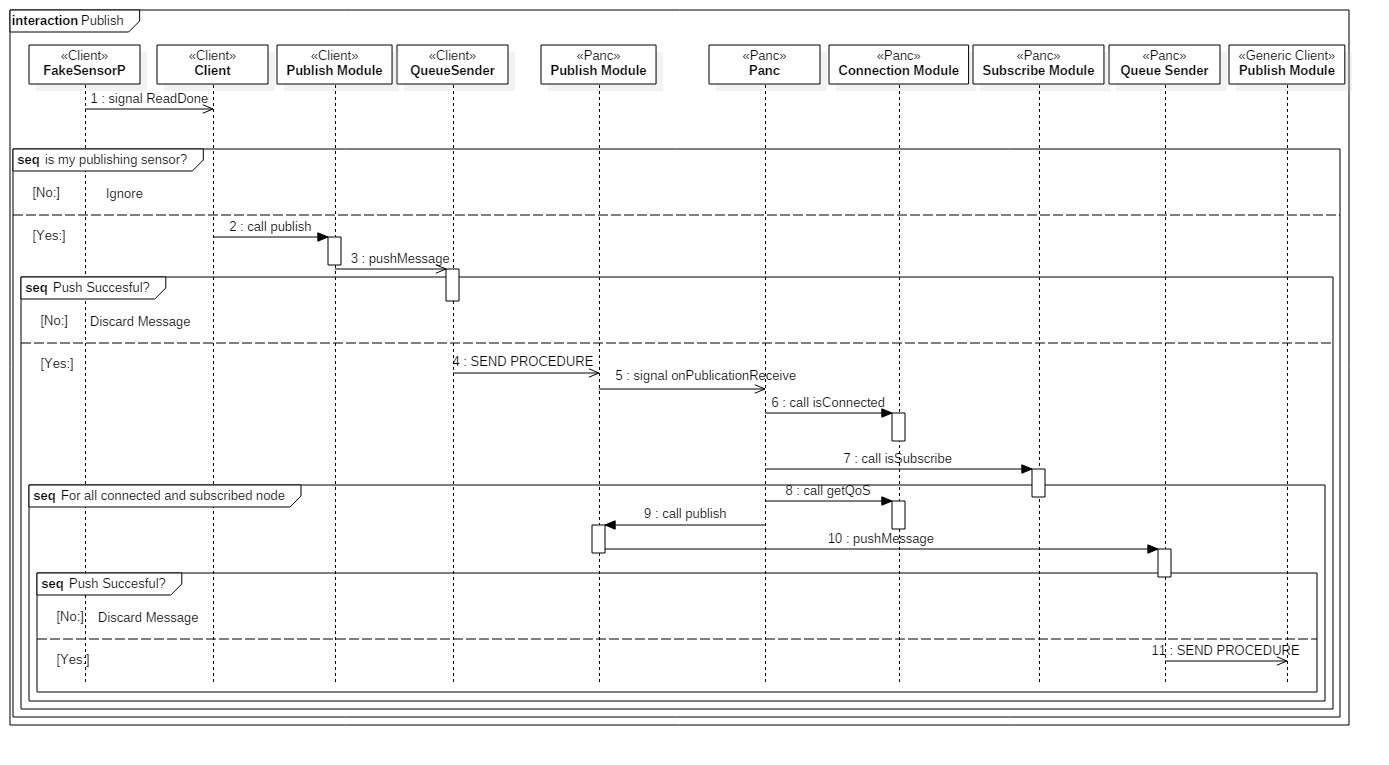 interaction Publish
«Client»
FakeSensorP
«Client»
Client
«Client»
Publish Module
«Client»
QueueSender
«Panc»
Publish Module
«Panc»
Panc
«Panc»
Connection Module
«Panc»
Subscribe Module
«Panc»
Queue Sender
«Generic Client»
Publish Module
1 : signal ReadDone
seq is my publishing sensor?
[No:] Ignore
[Yes:]
2 : call publish
3 : pushMessage
seq Push Succesful?
[No:] Discard Message
[Yes:]
4 : SEND PROCEDURE
5 : signal onPublicationReceive
6 : call isConnected
7 : call isSubscribe
seq For all connected and subscribed node
8 : call getQoS
9 : call publish
10 : pushMessage
seq Push Succesful?
[No:] Discard Message
[Yes:]
11 : SEND PROCEDURE